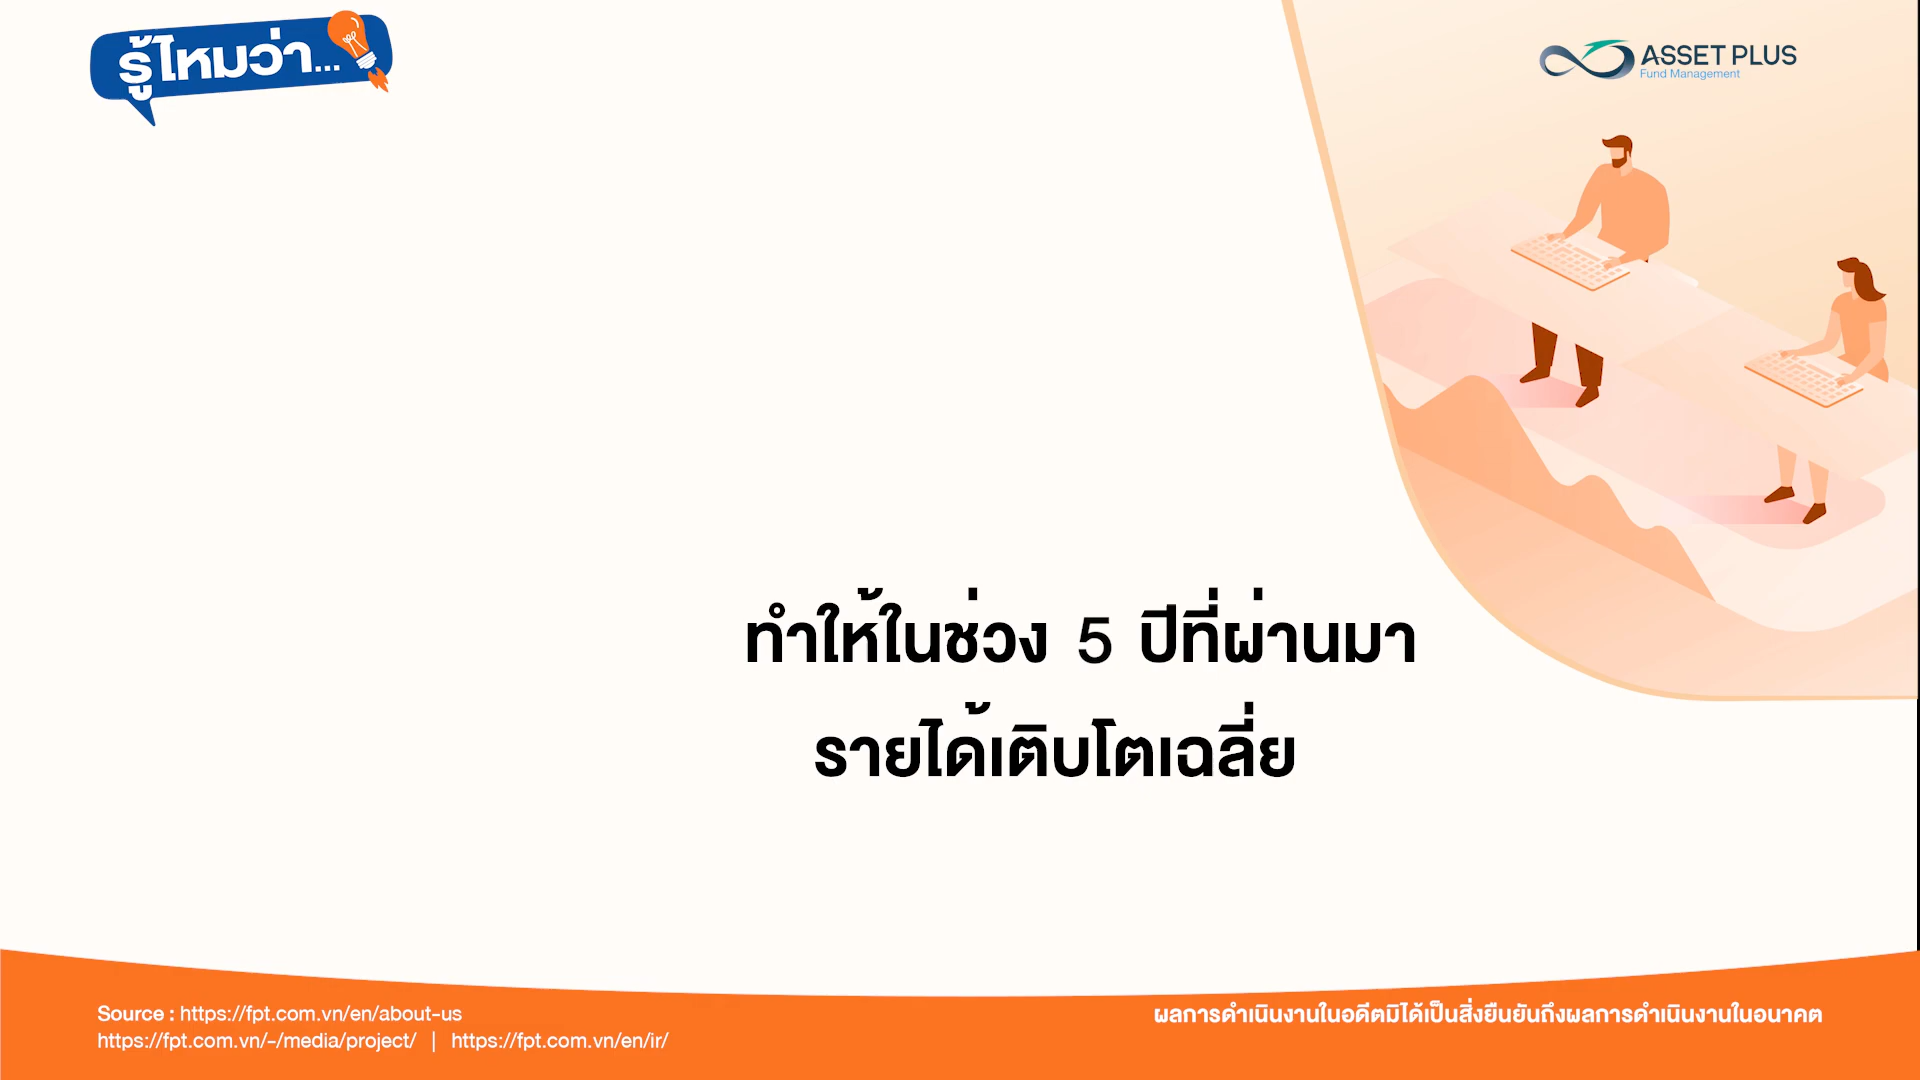 รู้ไหมว่า...
ASSET PLUS
Fund Management
ทำให้ในช่วง 5 ปีที่ผ่านมา
รายได้เติบโตเฉลี่ย
Source : https://fpt.com.vn/en/about-us
https://fpt.com.vn/-/media/project/ | https://fpt.com.vn/en/ir/
ผลการดำเนินงานในอดีตมิได้เป็นสิ่งยืนยันถึงผลการดำเนินงานในอนาคต